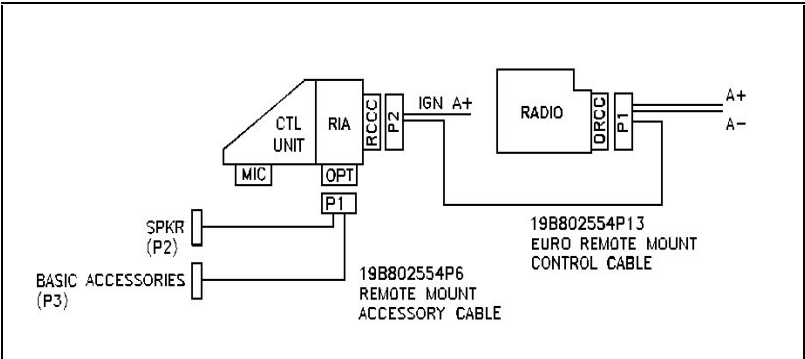 IGN A+
A+
CTL
UNIT
RIA
RCCC
P2
RADIO
ORCC
P1
A-
MIC
OPT
P1
SPKR
(P2)
19B802554P13
EURO REMOTE MOUNT
CONTROL CABLE
BASIC ACCESSORIES
(P3)
19B802554P6
REMOTE MOUNT
ACCESSORY CABLE